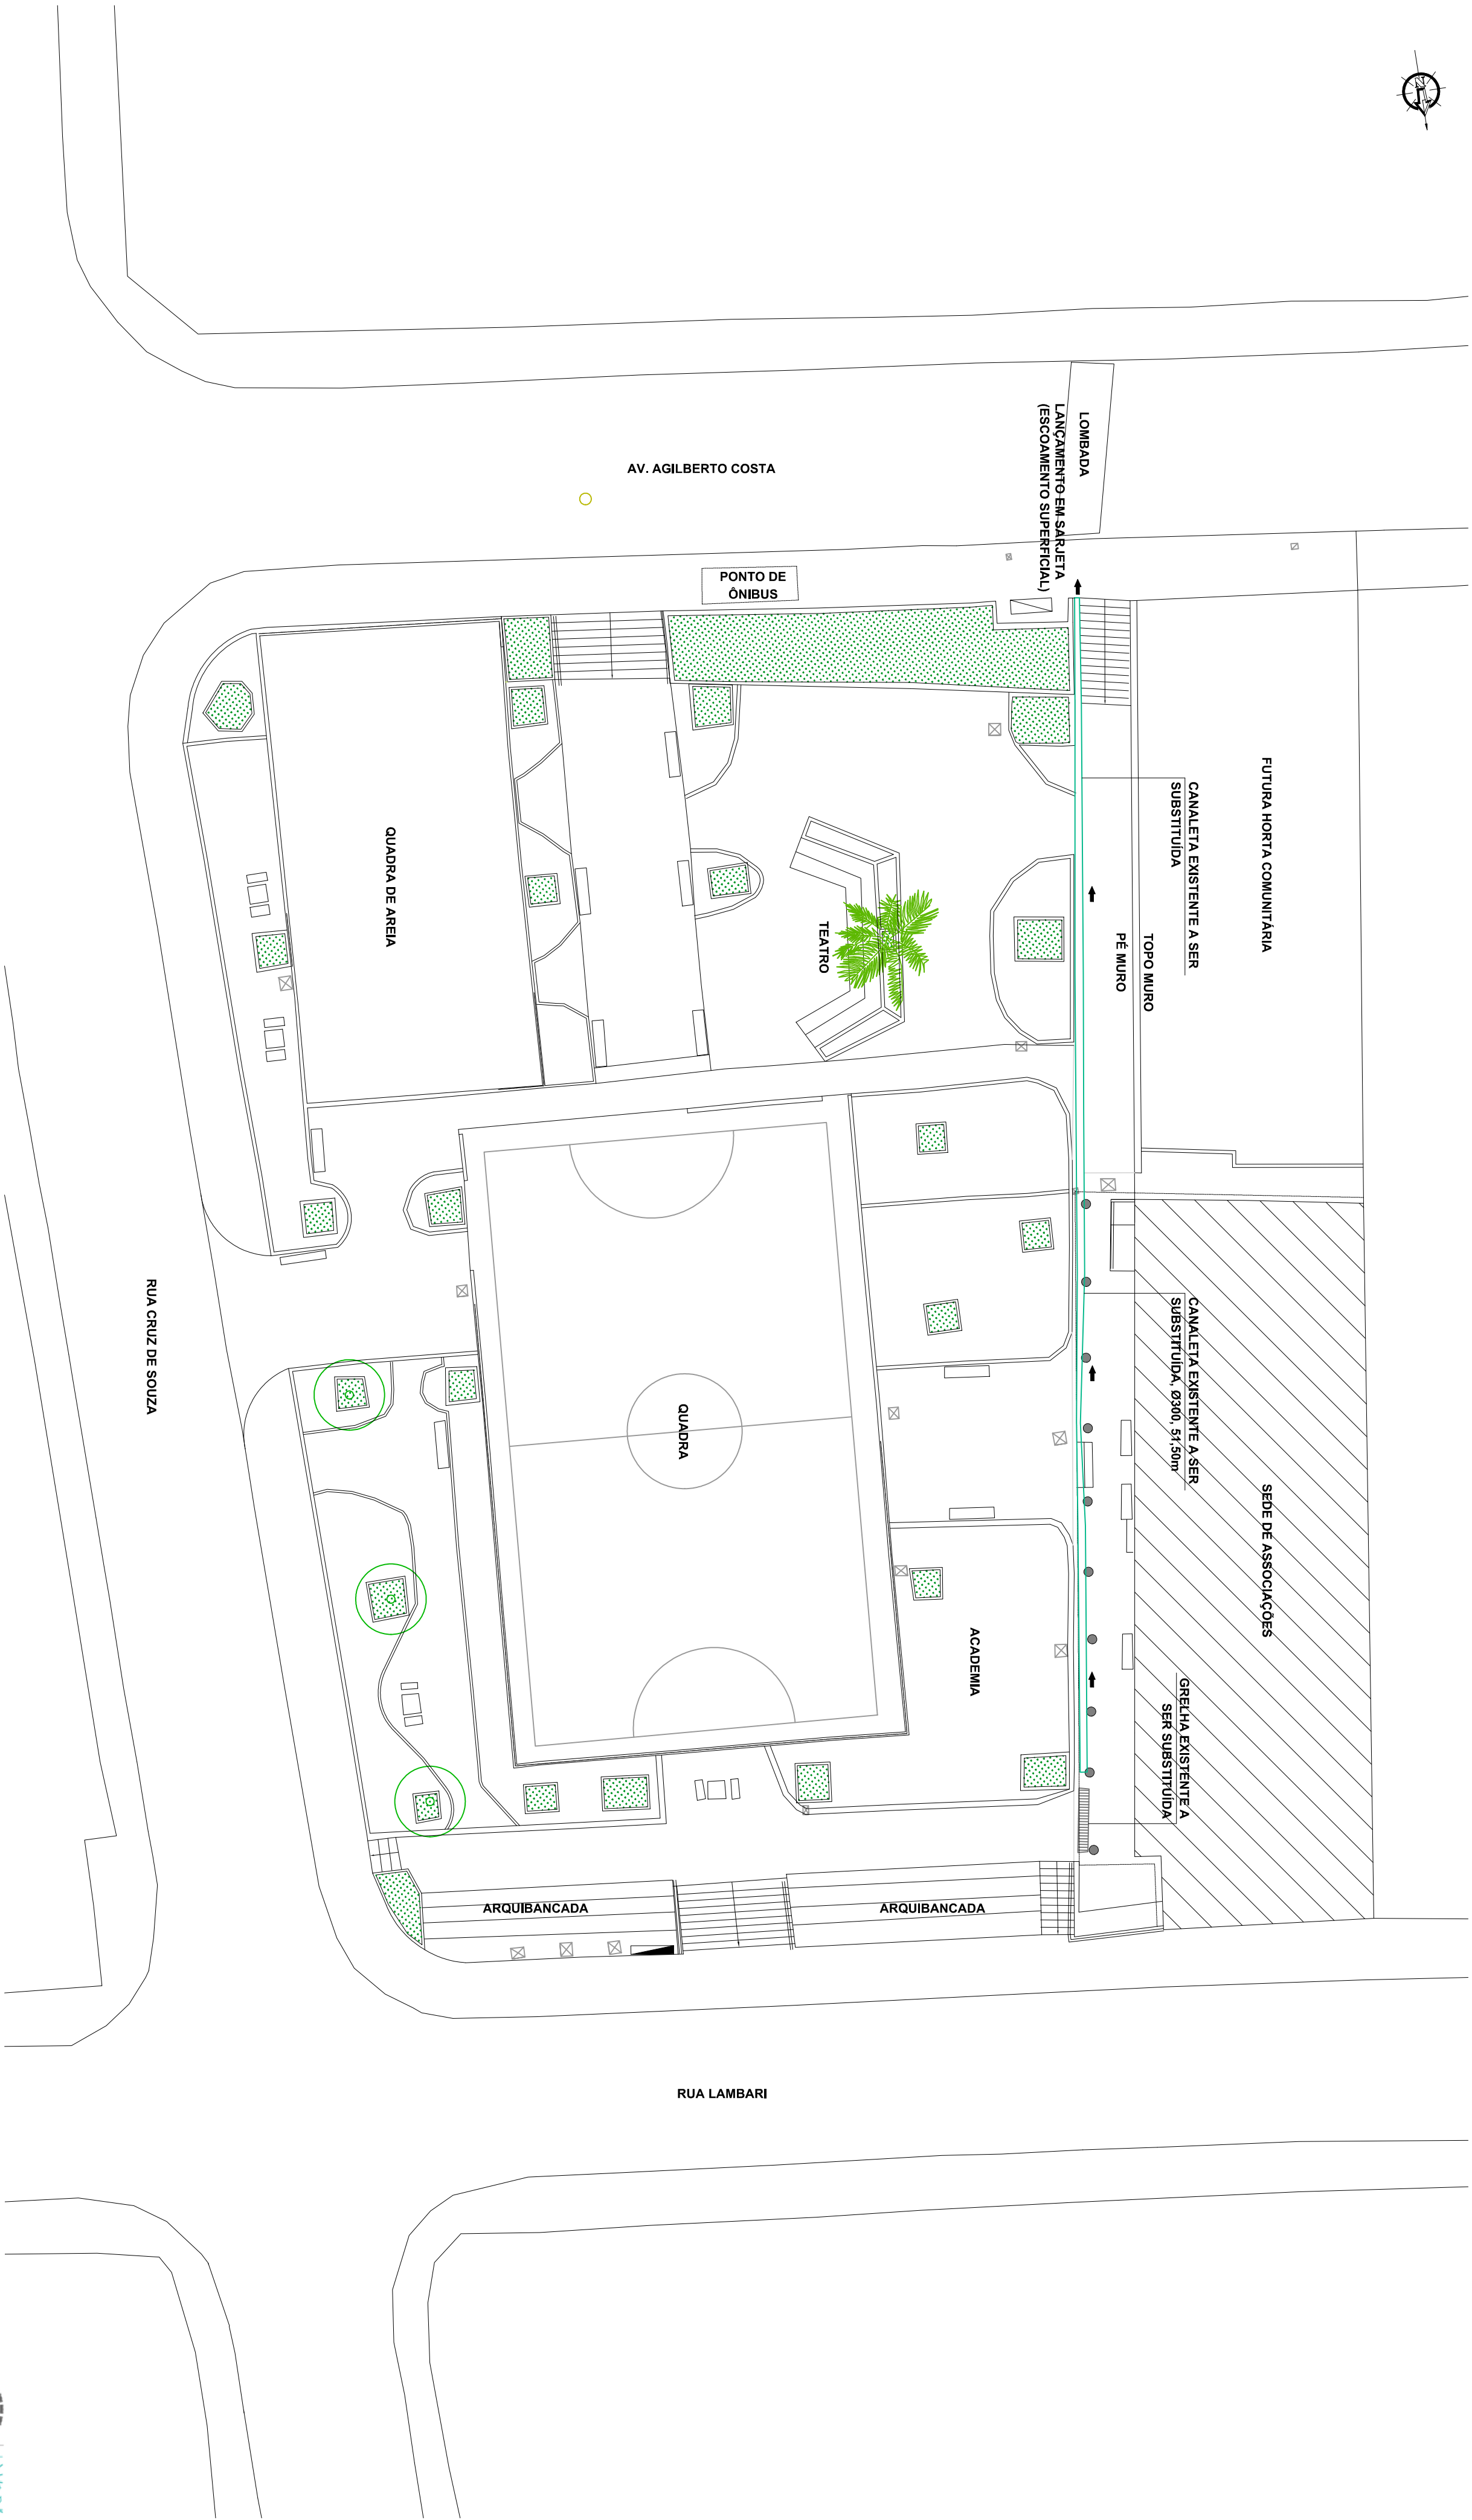 LOMBADA
LANÇAMENTO EM SARJETA
(ESCOAMENTO SUPERFICIAL)
AV. AGILBERTO COSTA
PONTO DE
ÔNIBUS
FUTURA HORTA COMUNITÁRIA
CANALETA EXISTENTE A SER
SUBSTITUÍDA
TOPO MURO
PÉ MURO
QUADRA DE AREIA
TEATRO
RUA CRUZ DE SOUZA
CANALETA EXISTENTE A SER
SUBSTITUÍDA, Ø300, 51,50m
QUADRA
SEDE DE ASSOCIAÇÕES
ACADEMIA
GRELHA EXISTENTE A
SER SUBSTITUÍDA
ARQUIBANCADA
ARQUIBANCADA
RUA LAMBARI